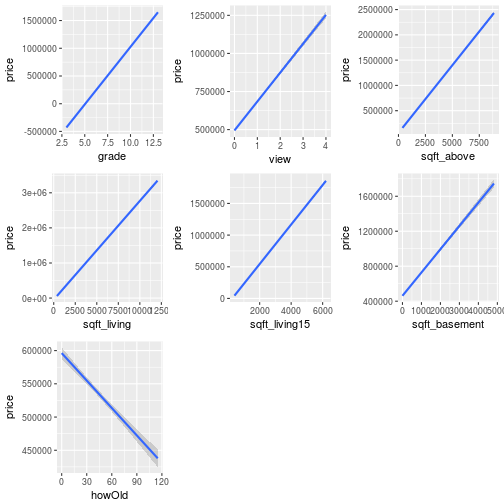 price
1500000
1000000
500000
0
-500000
2.5 5.0 7.5 10.0 12.5
grade
price
1250000
1000000
750000
500000
0 1 2 3 4
view
price
2500000
2000000
1500000
1000000
500000
2500 5000 7500
sqft_above
price
3e+06
2e+06
1e+06
0e+00
0 2500 5000 7500 10000 1250
sqft_living
price
1500000
1000000
500000
0
2000 4000 6000
sqft_living15
price
1600000
1200000
800000
400000
0 1000 2000 3000 4000 5000
sqft_basement
price
600000
550000
500000
450000
0 30 60 90 120
howOld